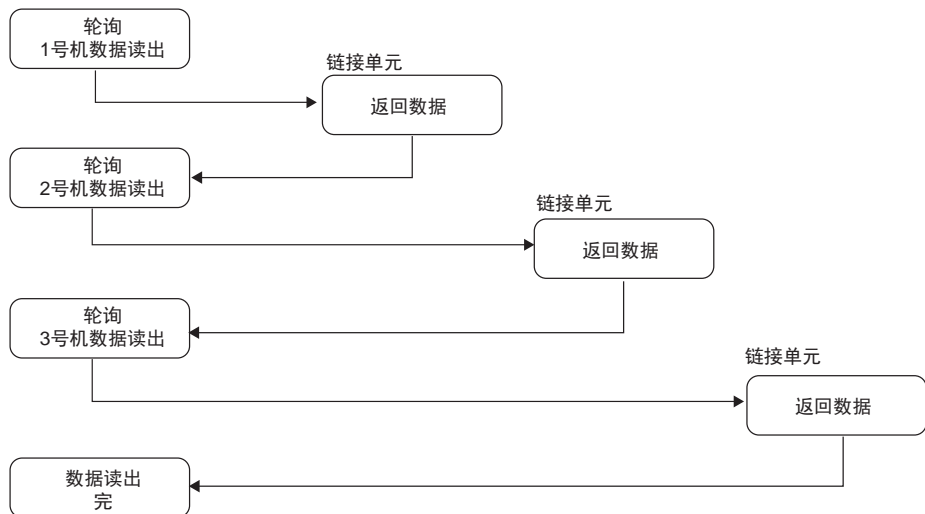 轮询
1号机数据读出
链接单元
返回数据
轮询
2号机数据读出
链接单元
返回数据
轮询
3号机数据读出
链接单元
返回数据
数据读出
完